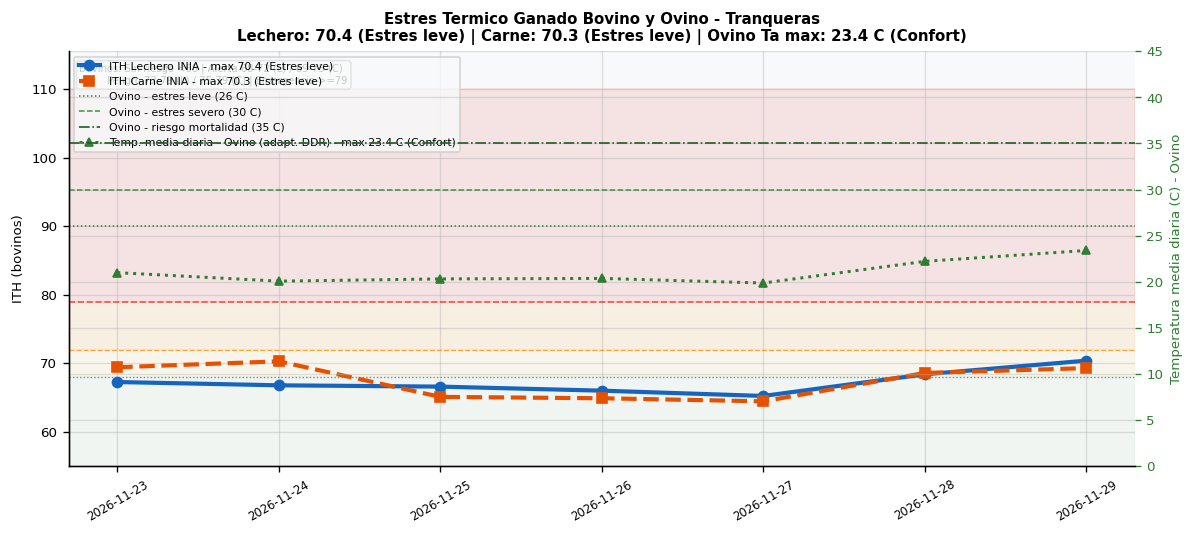 Estres Termico Ganado Bovino y Ovino - Tranqueras
Lechero: 70.4 (Estres leve) | Carne: 70.3 (Estres leve) | Ovino Ta max: 23.4 C (Confort)
ITH Lechero INIA - max 70.4 (Estres leve)
ITH Carne INIA - max 70.3 (Estres leve)
Ovino - estres leve (26 C)
Ovino - estres severo (30 C)
Ovino - riesgo mortalidad (35 C)
Temp. media diaria - Ovino (adapt. DDR) - max 23.4 C (Confort)
>=79
ITH (bovinos)
110
100
90
80
70
60
45
40
35
30
25
20
15
10
5
0
Temperatura media diaria (C) - Ovino
2026-11-23
2026-11-24
2026-11-25
2026-11-26
2026-11-27
2026-11-28
2026-11-29